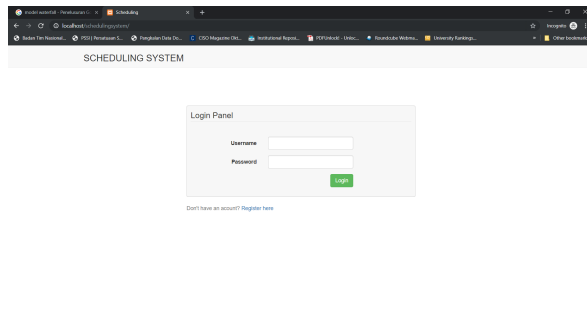 model waterfall - Penelusuran G
Scheduling
localhost/schedulingsystem/
Incognito
Badan Tim Nasional...
PSSI | Persatuan S...
Pangkalan Data Do...
CISO Magazine Okt...
Institutional Reposi...
PDFUnlock! - Unloc...
Roundcube Webma...
University Rankings...
Other bookmarks
SCHEDULING SYSTEM
Login Panel
Username
Password
Login
Don't have an acount? Register here